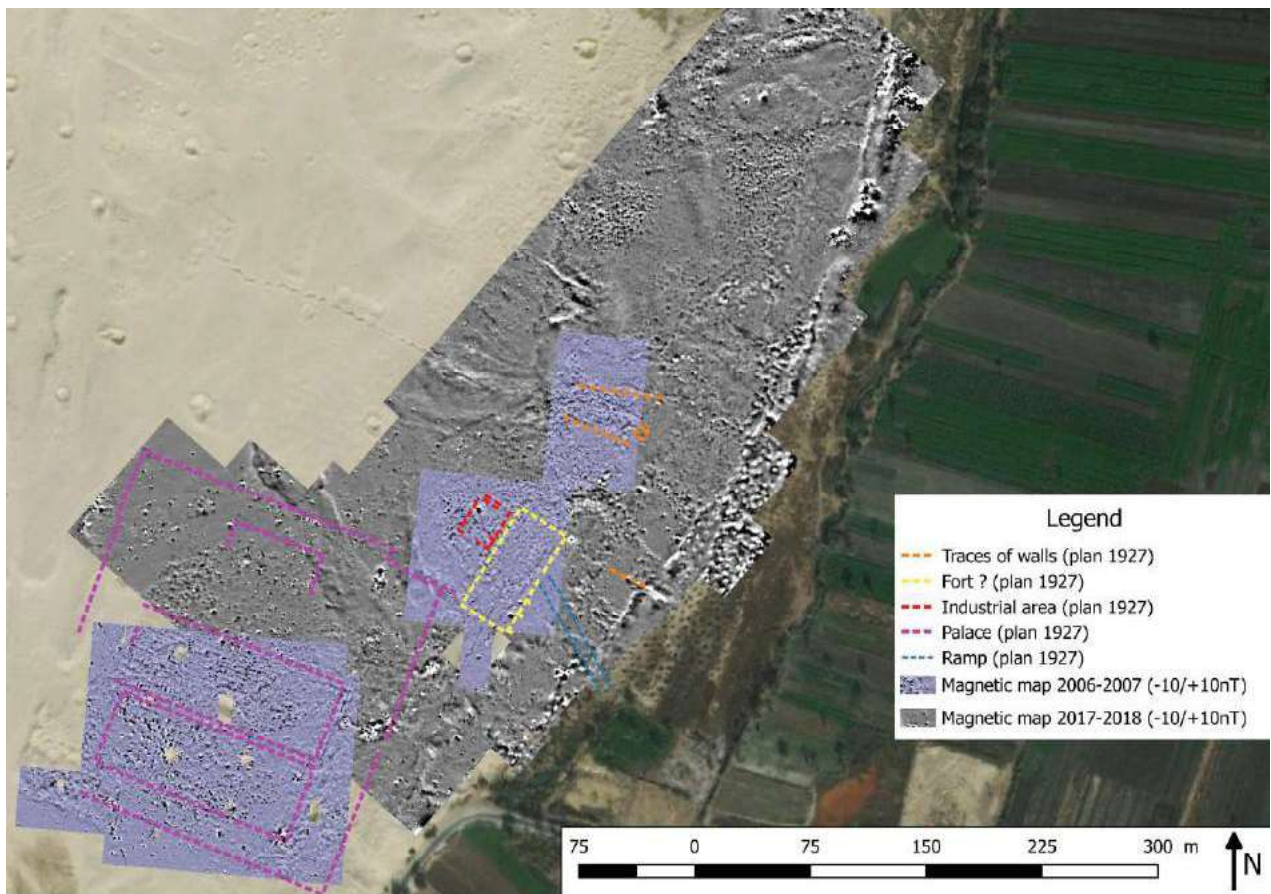 Legend
Traces of walls (plan 1927)
Fort ? (plan 1927)
Industrial area (plan 1927)
Palace (plan 1927)
Ramp (plan 1927)
Magnetic map 2006-2007 (-10/+10nT)
Magnetic map 2017-2018 (-10/+10nT)
75 0 75 150 225 300 m
N